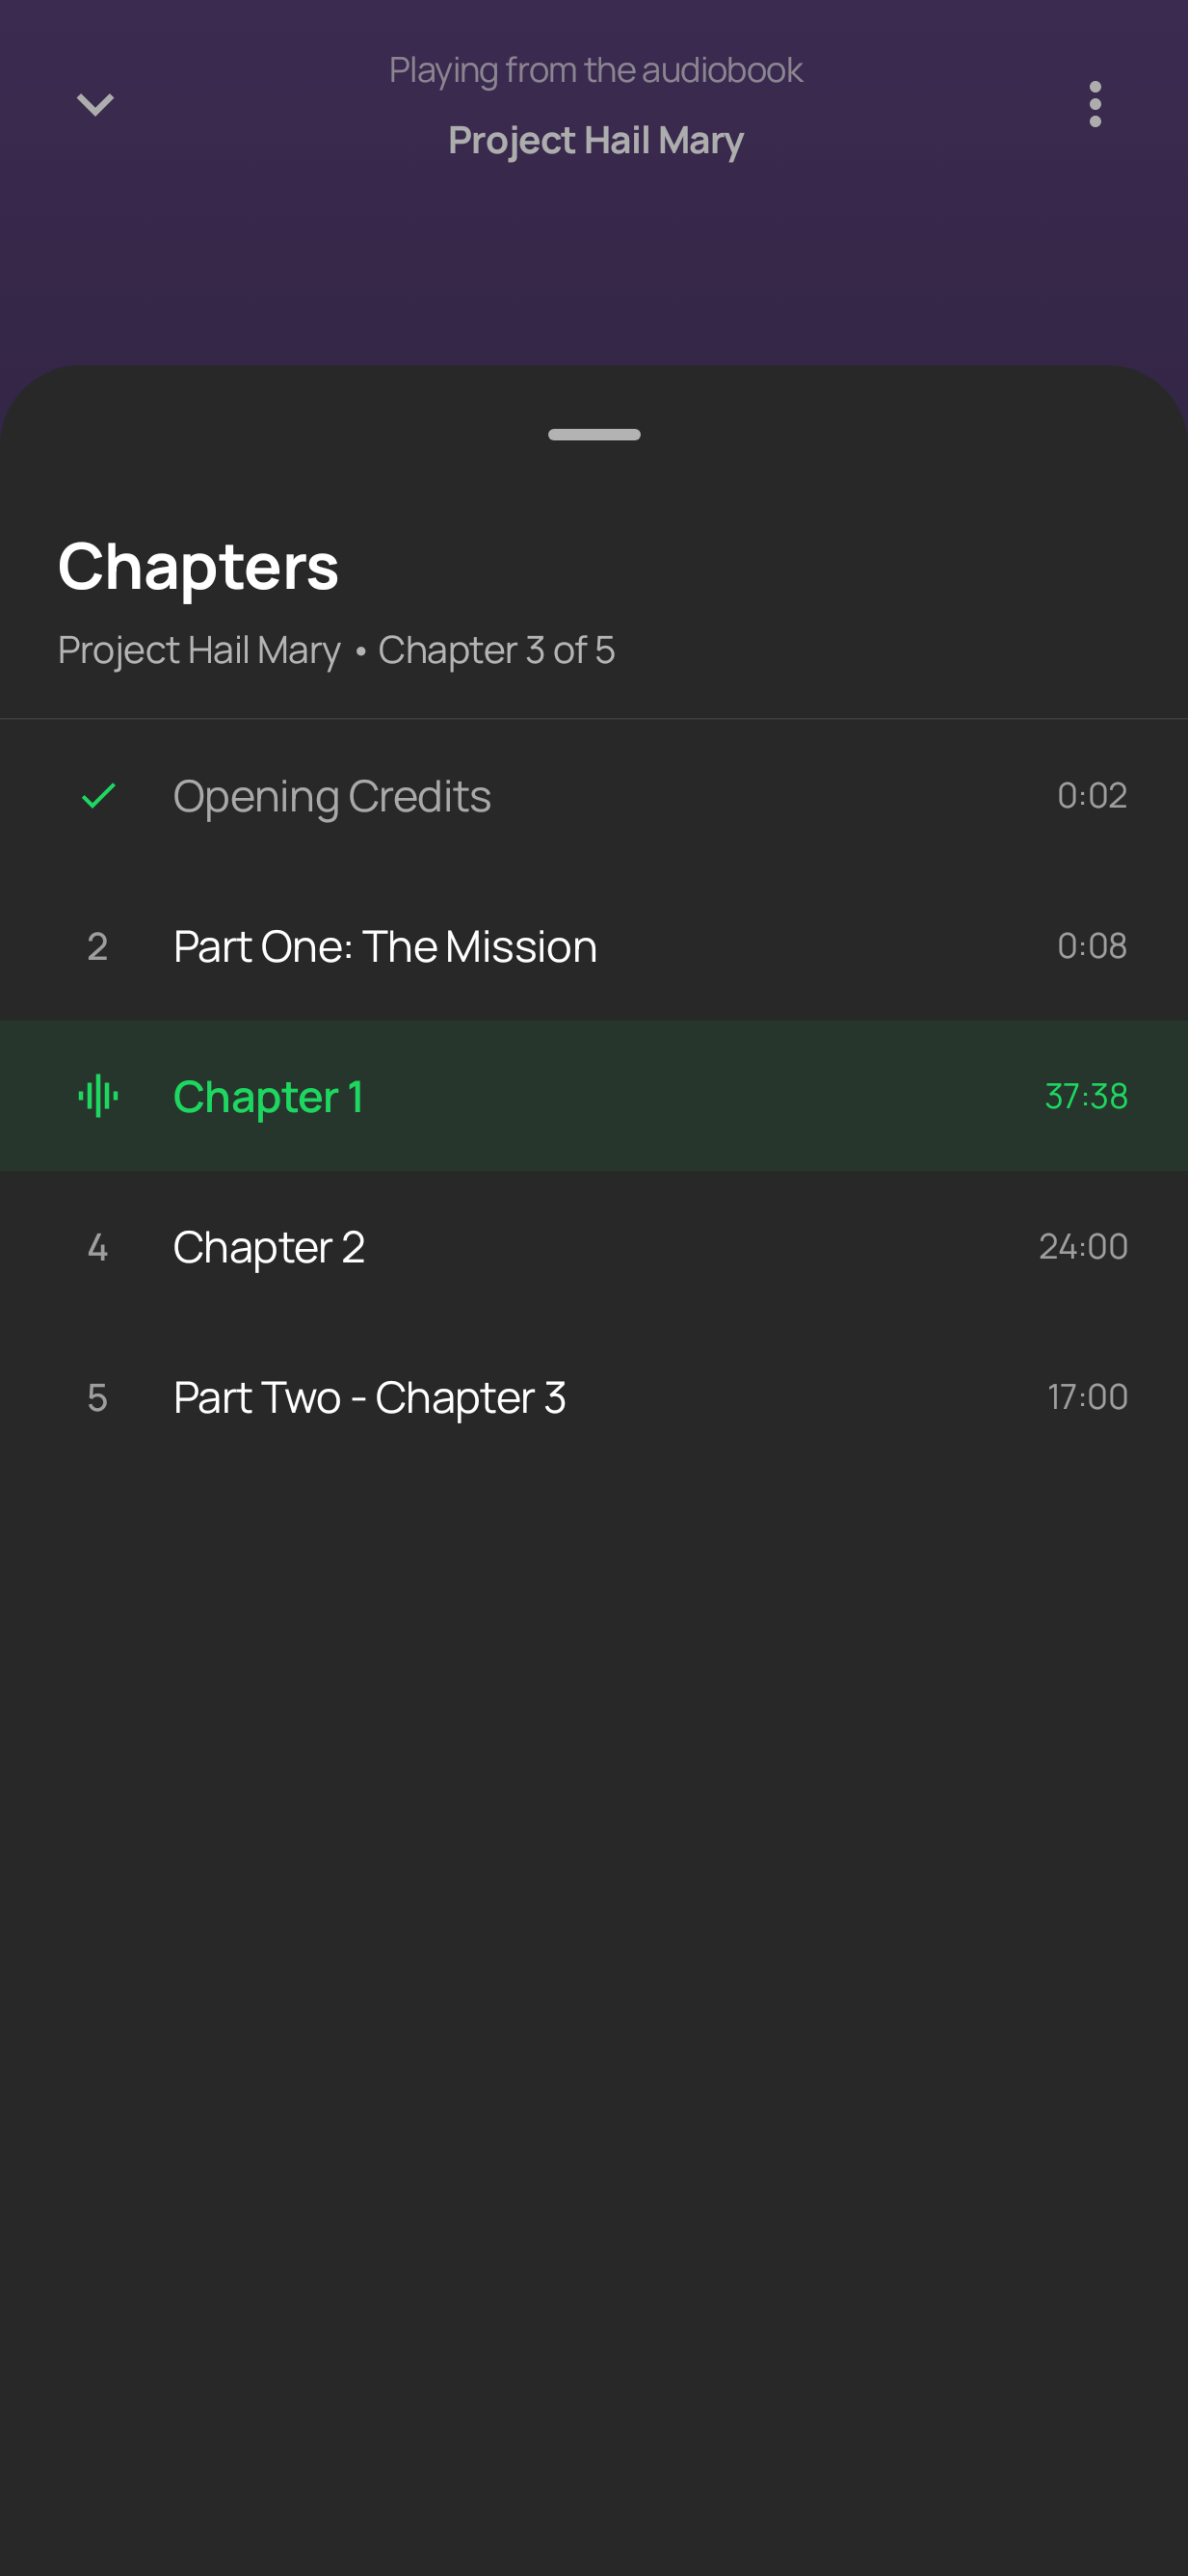 Playing from the audiobook
Project Hail Mary
Chapters
Project Hail Mary • Chapter 3 of 5
Opening Credits 0:02
2 Part One: The Mission 0:08
Chapter 1 37:38
4 Chapter 2 24:00
5 Part Two - Chapter 3 17:00